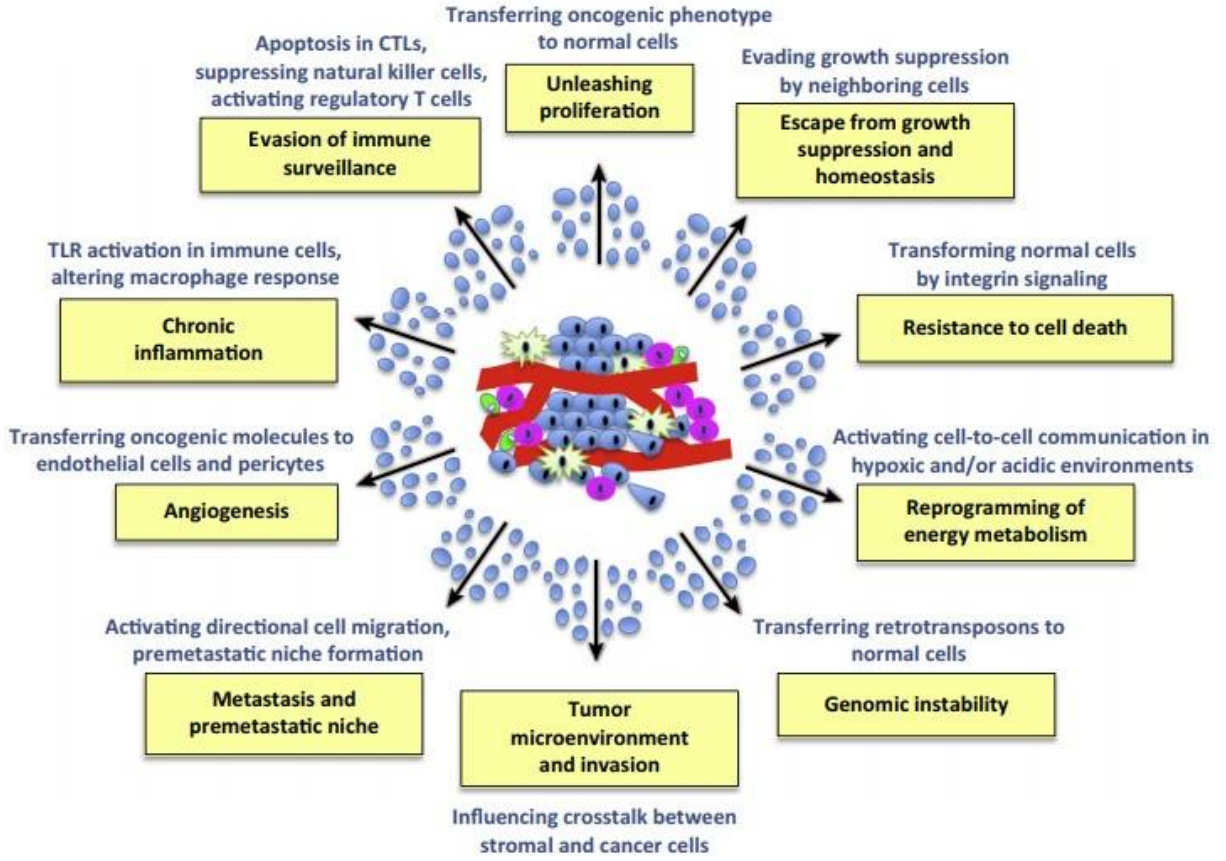 Transferring oncogenic phenotype
to normal cells
Unleashing
proliferation
Evading growth suppression
by neighboring cells
Escape from growth
suppression and
homeostasis
Transforming normal cells
by integrin signaling
Resistance to cell death
Activating cell-to-cell communication in
hypoxic and/or acidic environments
Reprogramming of
energy metabolism
Transferring retrotransposons to
normal cells
Genomic instability
Tumor
microenvironment
and invasion
Influencing crosstalk between
stromal and cancer cells
Activating directional cell migration,
premetastatic niche formation
Metastasis and
premetastatic niche
Transferring oncogenic molecules to
endothelial cells and pericytes
Angiogenesis
TLR activation in immune cells,
altering macrophage response
Chronic
inflammation
Apoptosis in CTLs,
suppressing natural killer cells,
activating regulatory T cells
Evasion of immune
surveillance